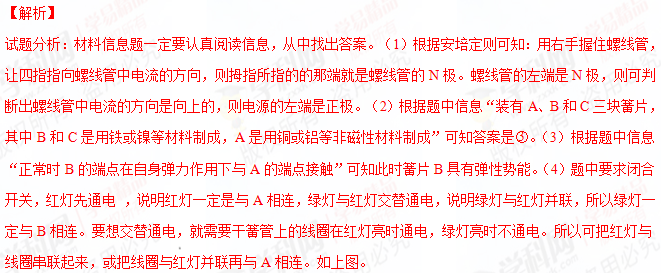 【解析】
试题分析：材料信息题一定要认真阅读信息，从中找出答案。（1）根据安培定则可知：用右手握住螺线管，
让四指指向螺线管中电流的方向，则拇指所指的的那端就是螺线管的 N 极。螺线管的左端是 N 极，则可判
断出螺线管中电流的方向是向上的，则电源的左端是正极。（2）根据题中信息“装有 A、B 和 C 三块簧片，
其中 B 和 C 是用铁或镍等材料制成，A 是用铜或铝等非磁性材料制成”可知答案是③。（3）根据题中信息
“正常时 B 的端点在自身弹力作用下与 A 的端点接触”可知此时簧片 B 具有弹性势能。（4）题中要求闭合
开关，红灯先通电 ，说明红灯一定是与 A 相连，绿灯与红灯交替通电，说明绿灯与红灯并联，所以绿灯一
定与 B 相连。要想交替通电，就需要干簧管上的线圈在红灯亮时通电，绿灯亮时不通电。所以可把红灯与
线圈串联起来，或把线圈与红灯并联再与 A 相连。如上图。